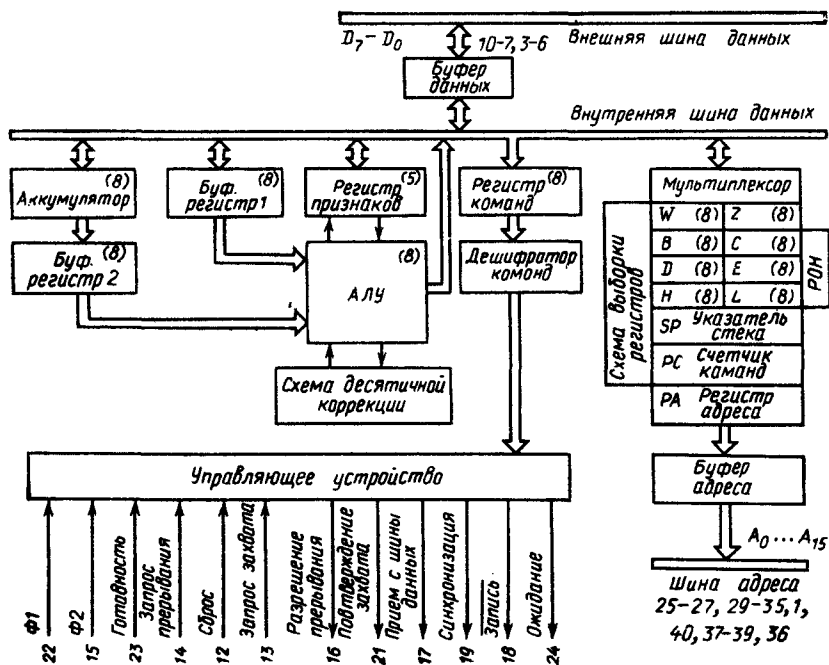 D7-D0
10-7, 3-6
Внешняя шина данных
Буфер
данных
Внутренняя шина данных
(8)
Аккумулятор
Буф. (8)
регистр 1
Регистр (5)
признаков
Регистр (8)
команд
Мультиплексор
Буф. (8)
регистр 2
(8)
АЛУ
Дешифратор
команд
Схема выборки
регистров
W (8) Z (8)
B (8) C (8)
D (8) E (8)
H (8) L (8)
РОН
SP Указатель
стека
PC Счетчик
команд
РА Регистр
адреса
Схема десятичной
коррекции
Управляющее устройство
Буфер
адреса
A0 ... A15
Шина адреса
25-27, 29-35,1,
40, 37-39, 36
Ф1
22
Ф2
15
Готовность
23
Запрос
прерывания
14
Сброс
12
Запрос захвата
13
Разрешение
прерывания
16
Подтверждение
захвата
21
Прием с шины
данных
17
Синхронизация
19
Запись
18
Ожидание
24